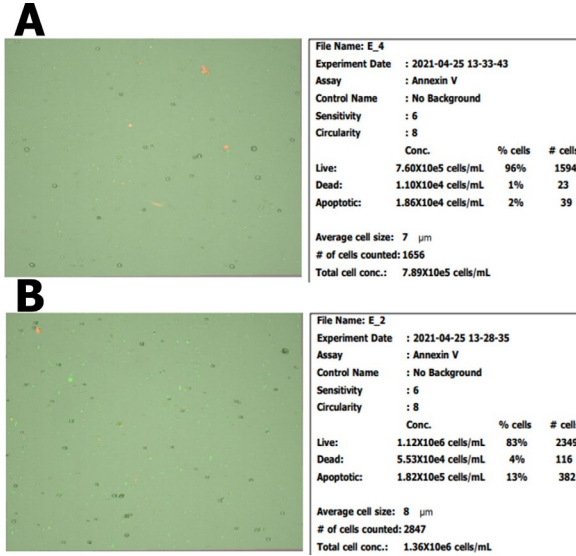 A
File Name: E_4
Experiment Date : 2021-04-25 13-33-43
Assay : Annexin V
Control Name : No Background
Sensitivity : 6
Circularity : 8
Conc. % cells # cells
Live: 7.60X10e5 cells/mL 96% 1594
Dead: 1.10X10e4 cells/mL 1% 23
Apoptotic: 1.86X10e4 cells/mL 2% 39
Average cell size: 7 µm
# of cells counted: 1656
Total cell conc.: 7.89X10e5 cells/mL
B
File Name: E_2
Experiment Date : 2021-04-25 13-28-35
Assay : Annexin V
Control Name : No Background
Sensitivity : 6
Circularity : 8
Conc. % cells # cells
Live: 1.12X10e6 cells/mL 83% 2349
Dead: 5.53X10e4 cells/mL 4% 116
Apoptotic: 1.82X10e5 cells/mL 13% 382
Average cell size: 8 µm
# of cells counted: 2847
Total cell conc.: 1.36X10e6 cells/mL